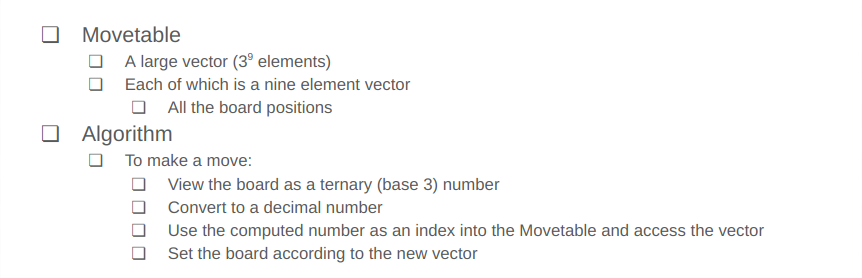 ❏ Movetable
❏ A large vector (3⁹ elements)
❏ Each of which is a nine element vector
❏ All the board positions
❏ Algorithm
❏ To make a move:
❏ View the board as a ternary (base 3) number
❏ Convert to a decimal number
❏ Use the computed number as an index into the Movetable and access the vector
❏ Set the board according to the new vector